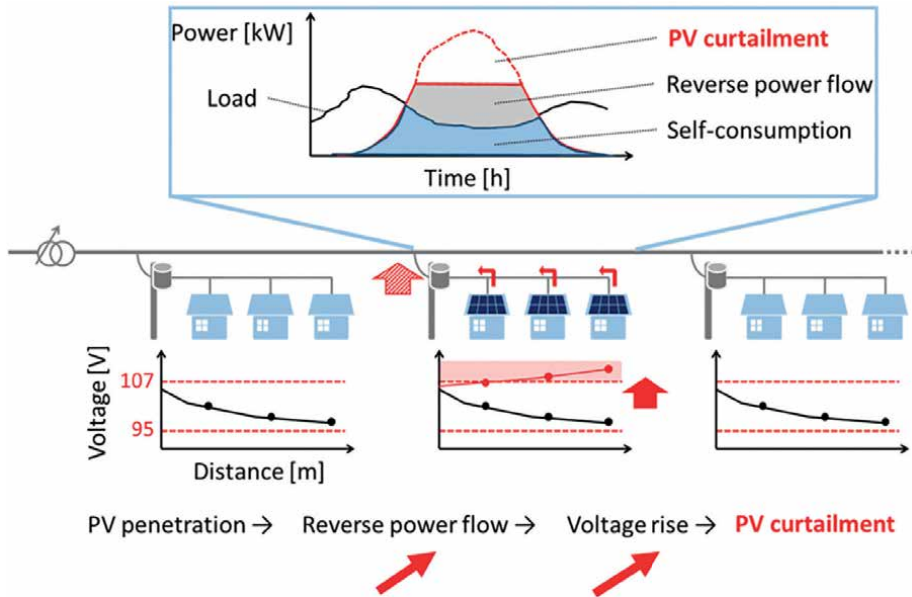 Power [kW]
PV curtailment
Load
Reverse power flow
Self-consumption
Time [h]
Voltage [V]
107
95
Distance [m]
PV penetration → Reverse power flow → Voltage rise → PV curtailment